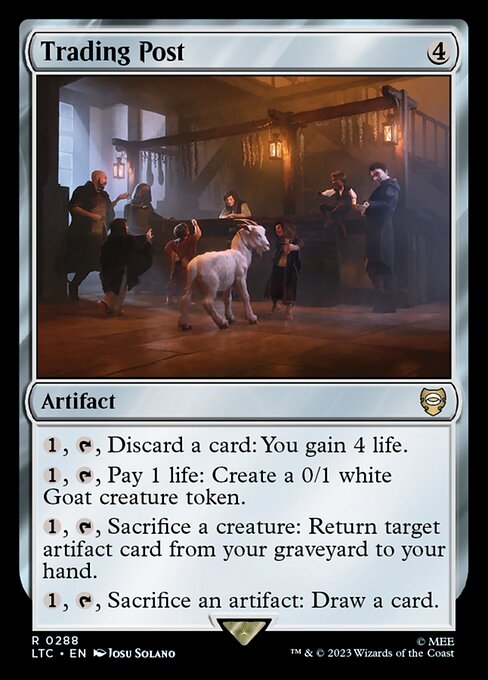 Trading Post 4
Artifact
1, T, Discard a card: You gain 4 life.
1, T, Pay 1 life: Create a 0/1 white
Goat creature token.
1, T, Sacrifice a creature: Return target
artifact card from your graveyard to your
hand.
1, T, Sacrifice an artifact: Draw a card.
R 0288
© MEE
LTC • EN Josu Solano
™ & © 2023 Wizards of the Coast